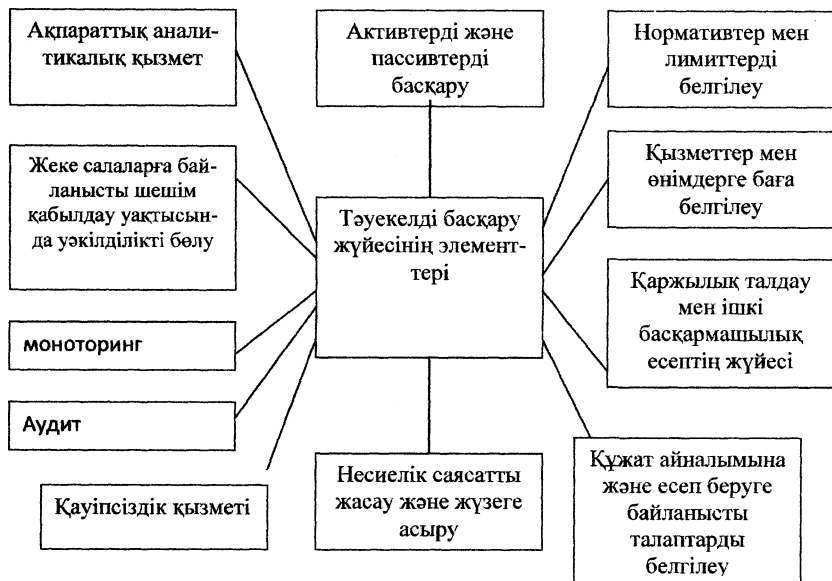 Ақпараттық анали-
тикалық қызмет
Активтерді және
пассивтерді
басқару
Нормативтер мен
лимиттерді
белгілеу
Жеке салаларға бай-
ланысты шешім
қабылдау уақтысын-
да уәкілділікті бөлу
Тәуекелді басқару
жүйесінің элемент-
тері
Қызметтер мен
өнімдерге баға
белгілеу
Қаржылық талдау
мен ішкі
басқармашылық
есептің жүйесі
моноторинг
Аудит
Қауіпсіздік қызметі
Несиелік саясатты
жасау және жүзеге
асыру
Құжат айналымына
және есеп беруге
байланысты
талаптарды
белгілеу